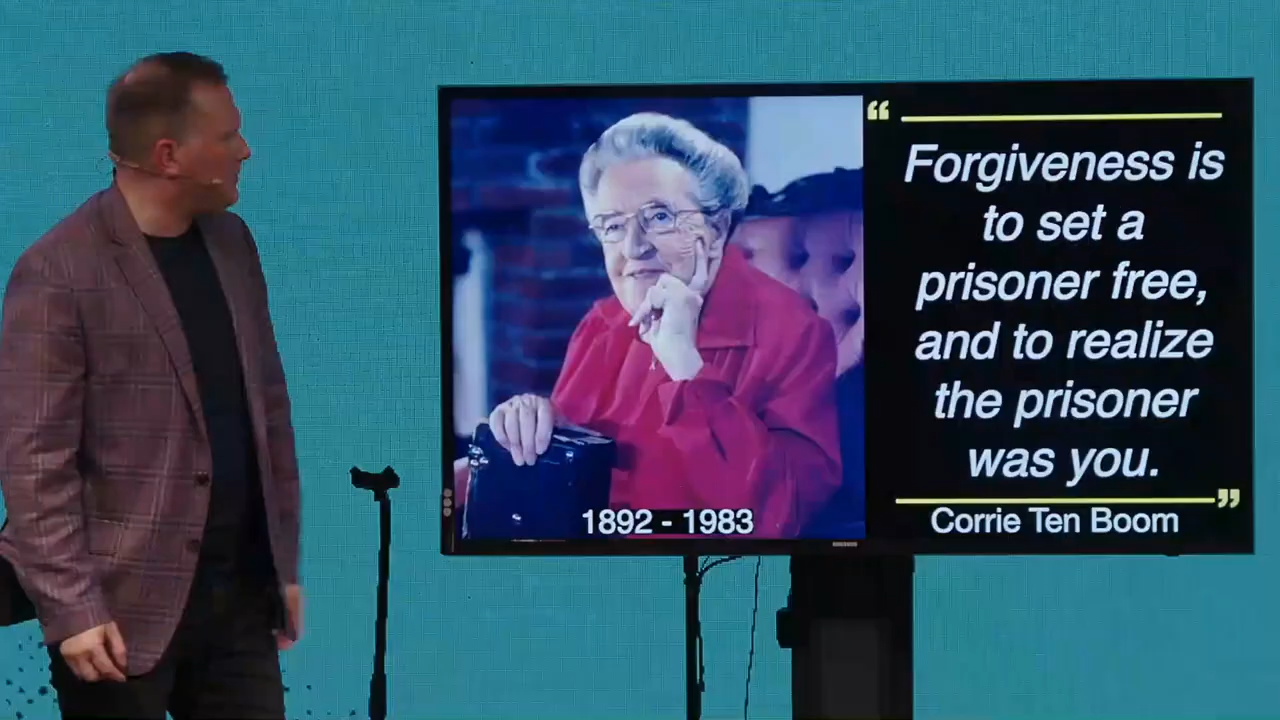 “
Forgiveness is
to set a
prisoner free,
and to realize
the prisoner
was you.
”
1892 - 1983
Corrie Ten Boom